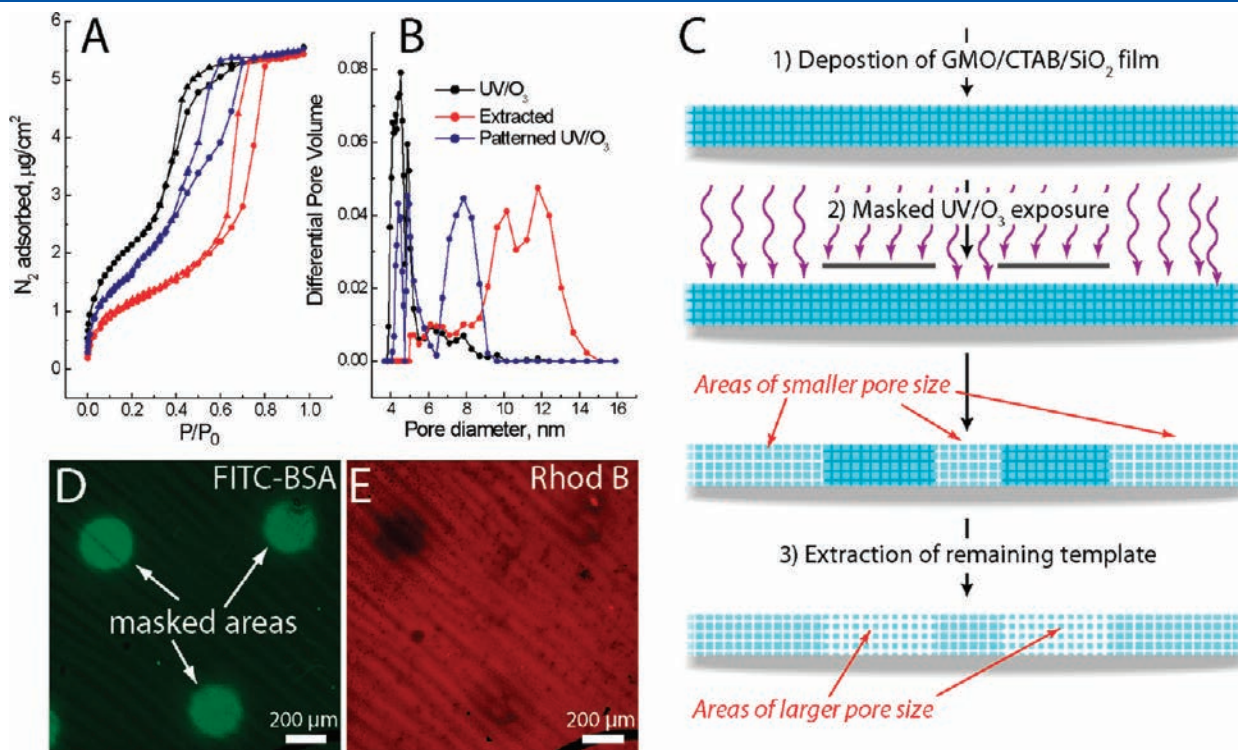 A
N2 adsorbed, µg/cm2
6
5
4
3
2
1
0
0.0 0.2 0.4 0.6 0.8 1.0
P/P0
B
Differential Pore Volume
0.08
0.06
0.04
0.02
0.00
UV/O3
Extracted
Patterned UV/O3
4 6 8 10 12 14 16
Pore diameter, nm
C
1) Depostion of GMO/CTAB/SiO2 film
2) Masked UV/O3 exposure
Areas of smaller pore size
3) Extraction of remaining template
Areas of larger pore size
D
FITC-BSA
masked areas
200 µm
E
Rhod B
200 µm